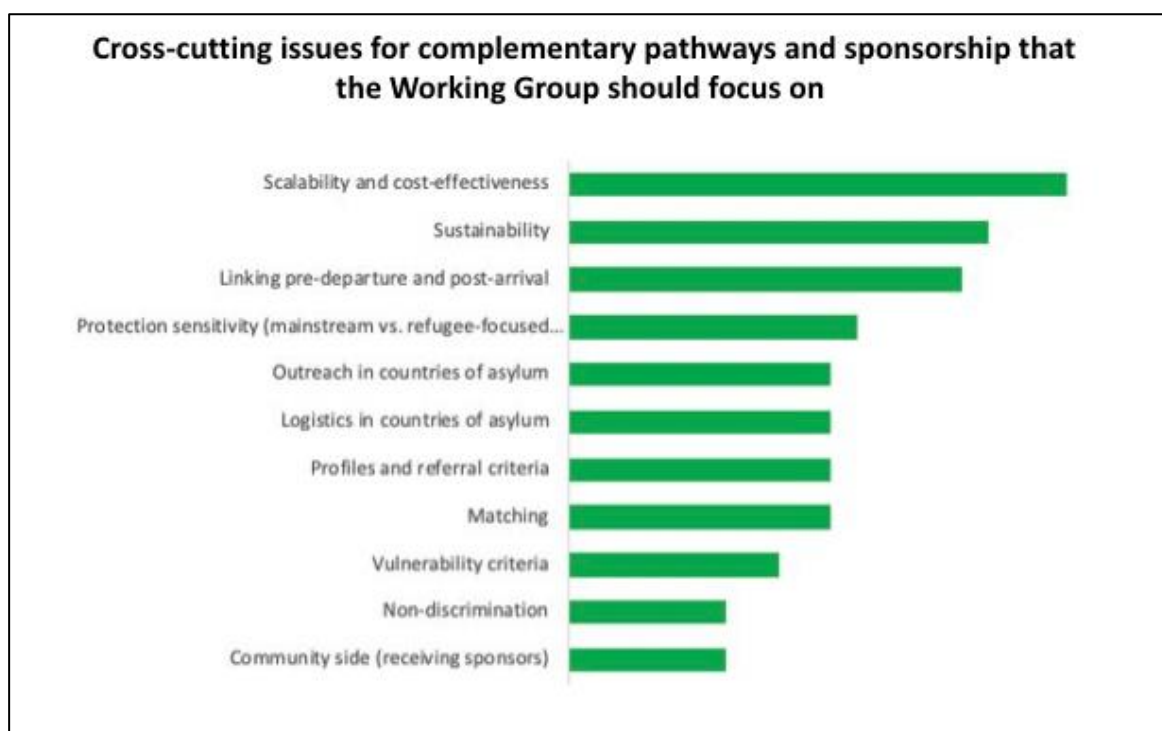 Cross-cutting issues for complementary pathways and sponsorship that
the Working Group should focus on
Scalability and cost-effectiveness
Sustainability
Linking pre-departure and post-arrival
Protection sensitivity (mainstream vs. refugee-focused...
Outreach in countries of asylum
Logistics in countries of asylum
Profiles and referral criteria
Matching
Vulnerability criteria
Non-discrimination
Community side (receiving sponsors)